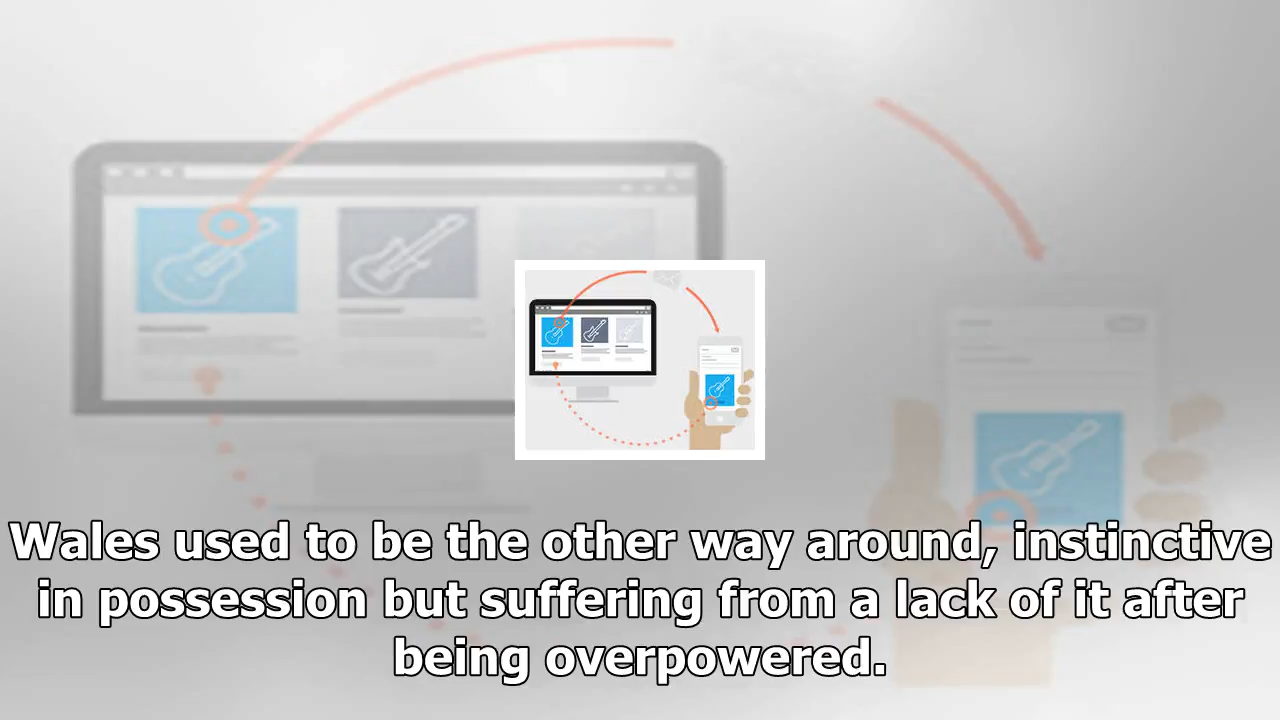 Wales used to be the other way around, instinctive
in possession but suffering from a lack of it after
being overpowered.